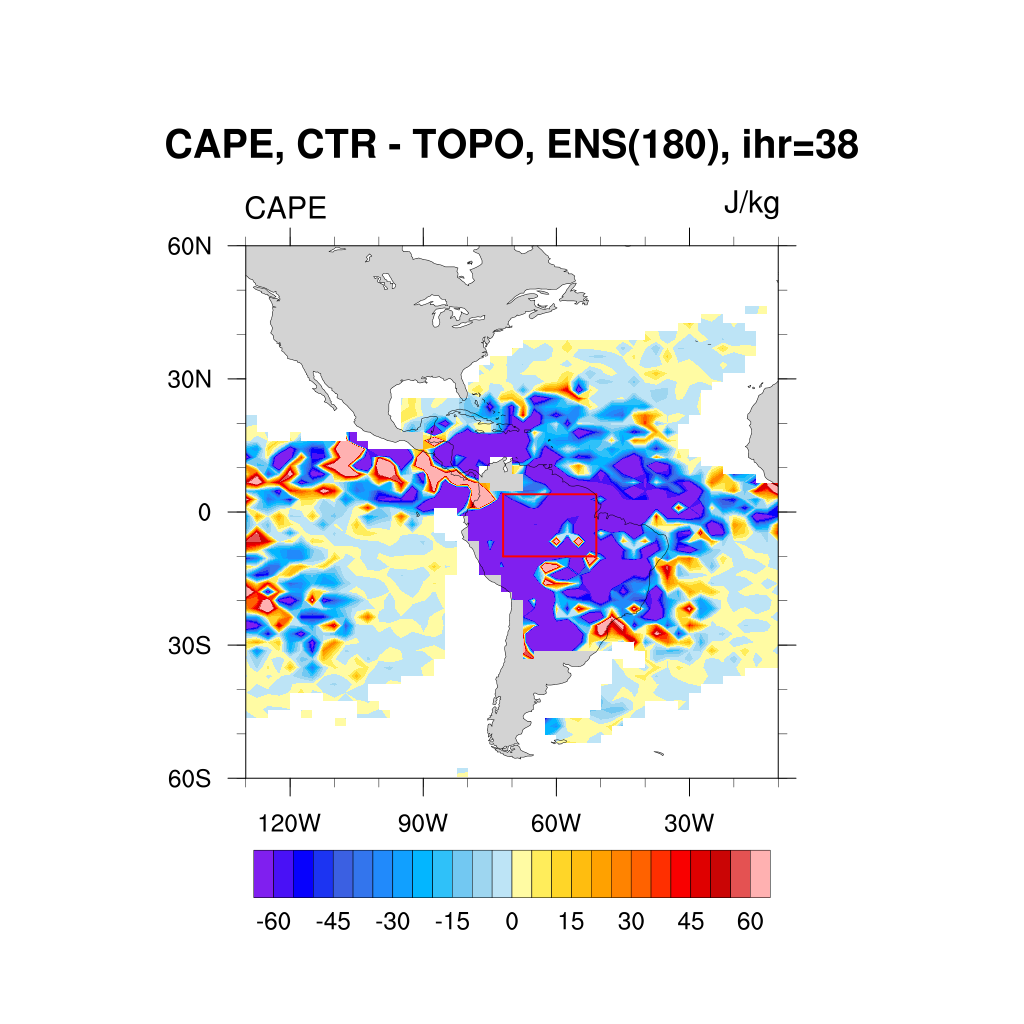 CAPE, CTR - TOPO, ENS(180), ihr=38
CAPE J/kg
60N
30N
0
30S
60S
120W 90W 60W 30W
-60 -45 -30 -15 0 15 30 45 60